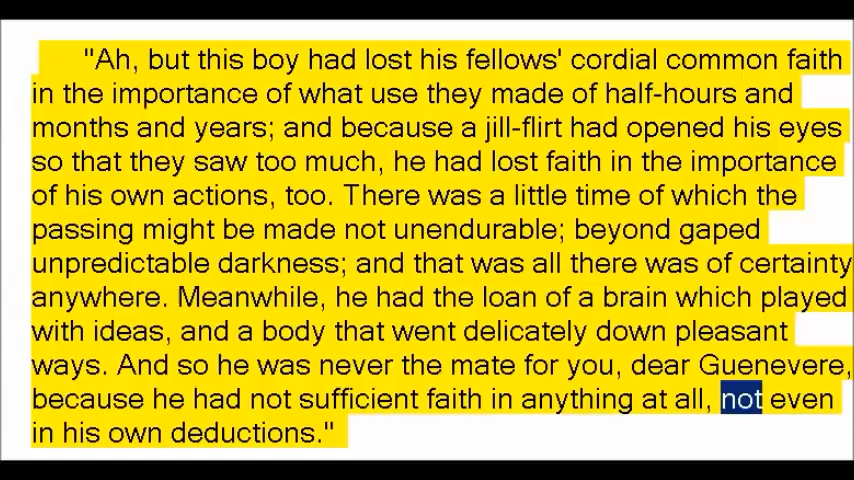 "Ah, but this boy had lost his fellows' cordial common faith
in the importance of what use they made of half-hours and
months and years; and because a jill-flirt had opened his eyes
so that they saw too much, he had lost faith in the importance
of his own actions, too. There was a little time of which the
passing might be made not unendurable; beyond gaped
unpredictable darkness; and that was all there was of certainty
anywhere. Meanwhile, he had the loan of a brain which played
with ideas, and a body that went delicately down pleasant
ways. And so he was never the mate for you, dear Guenevere,
because he had not sufficient faith in anything at all, not even
in his own deductions."